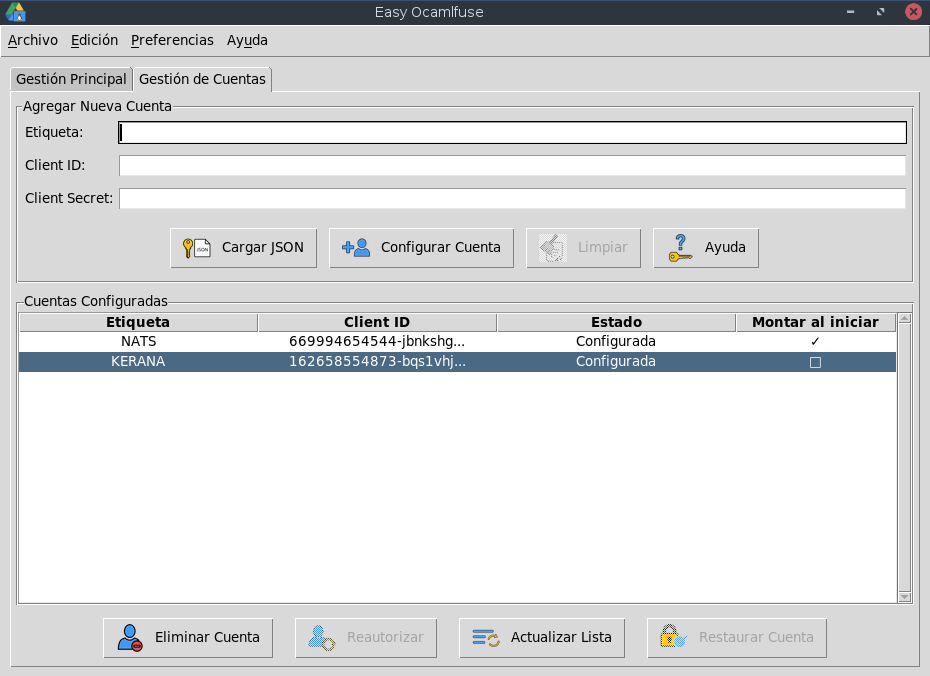 Easy Ocamlfuse
Archivo Edición Preferencias Ayuda
Gestión Principal Gestión de Cuentas
Agregar Nueva Cuenta
Etiqueta:
Client ID:
Client Secret:
JSON Cargar JSON Configurar Cuenta Limpiar ? Ayuda
Cuentas Configuradas
Etiqueta Client ID Estado Montar al iniciar
NATS 669994654544-jbnkshg... Configurada ✓
KERANA 162658554873-bqs1vhj... Configurada □
Eliminar Cuenta Reautorizar Actualizar Lista Restaurar Cuenta